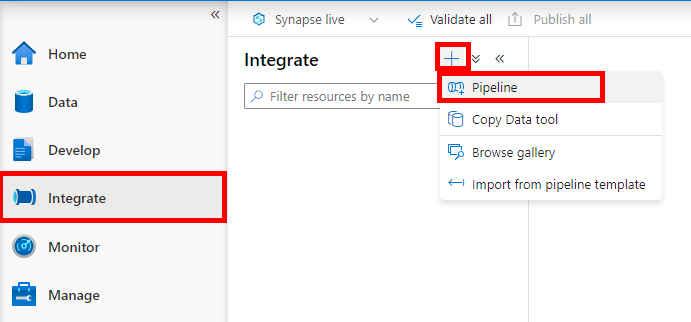 Synapse live
Validate all
Publish all
Home
Data
Develop
Integrate
Monitor
Manage
Integrate
Filter resources by name
Pipeline
Copy Data tool
Browse gallery
Import from pipeline template